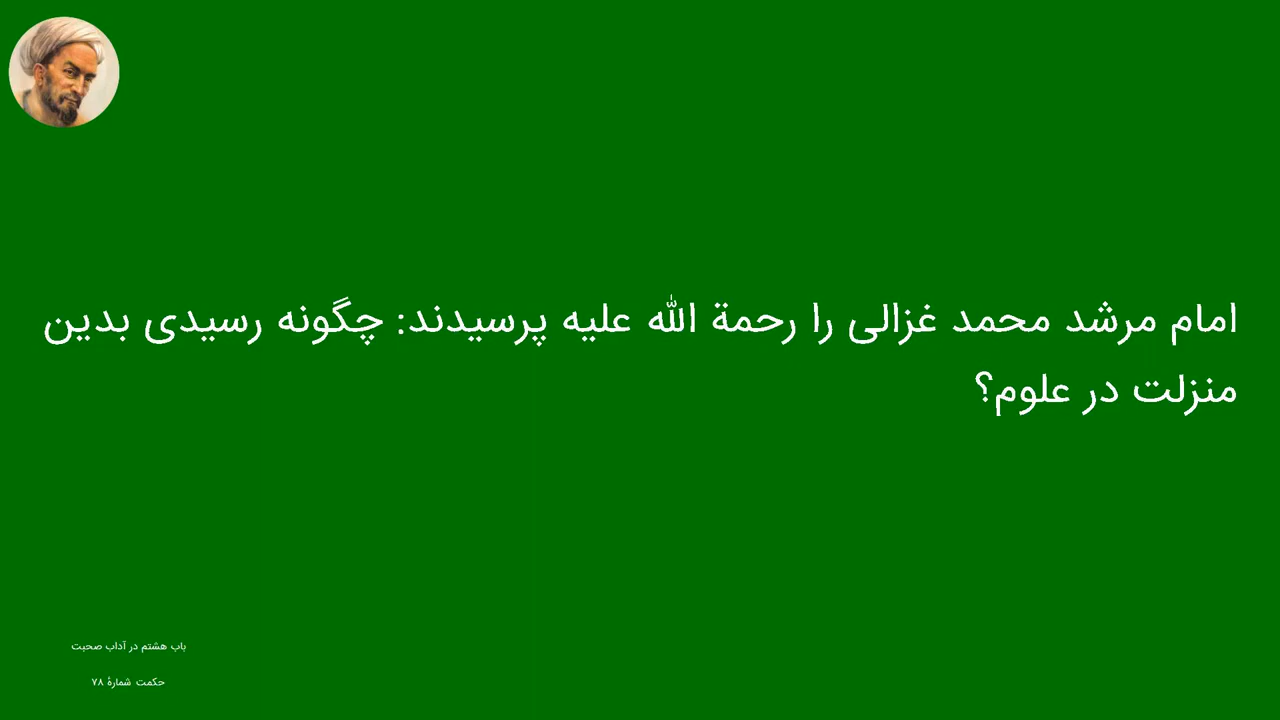 امام مرشد محمد غزالی را رحمة الله علیه پرسیدند: چگونه رسیدی بدین
منزلت در علوم؟
باب هشتم در آداب صحبت
حکمت شمارهٔ ۷۸